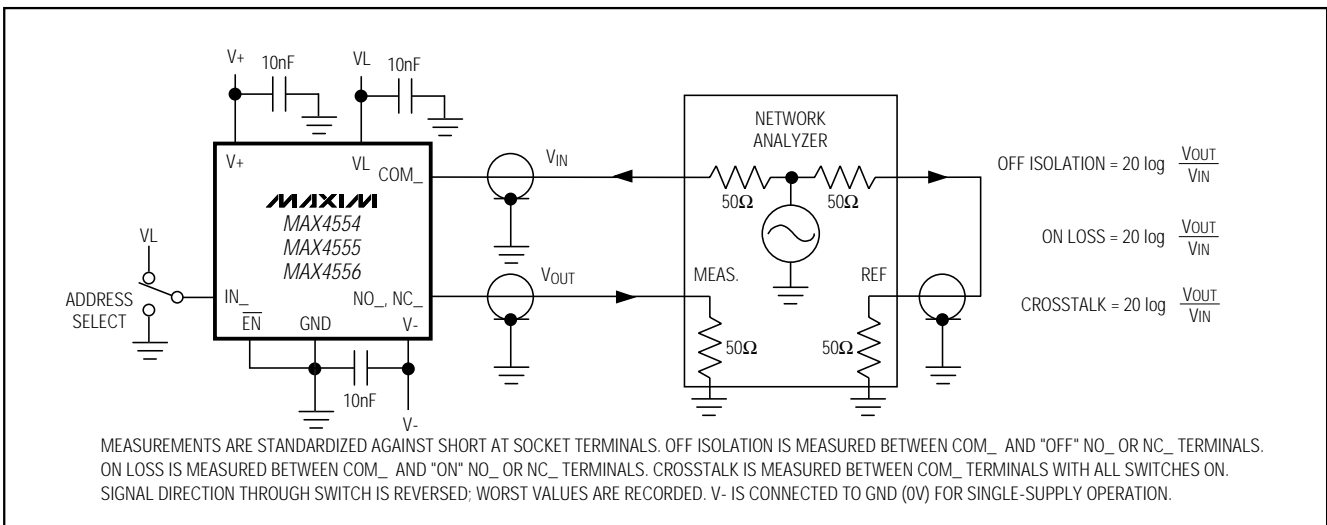 V+
10nF
VL
10nF
V+
VL
COM_
MAXIM
MAX4554
MAX4555
MAX4556
VL
ADDRESS
SELECT
IN_
EN
GND
NO_, NC_
V-
10nF
V-
VIN
VOUT
NETWORK
ANALYZER
50Ω
50Ω
MEAS.
REF
50Ω
50Ω
OFF ISOLATION = 20 log VOUT
VIN
ON LOSS = 20 log VOUT
VIN
CROSSTALK = 20 log VOUT
VIN
MEASUREMENTS ARE STANDARDIZED AGAINST SHORT AT SOCKET TERMINALS. OFF ISOLATION IS MEASURED BETWEEN COM_ AND "OFF" NO_ OR NC_ TERMINALS.
ON LOSS IS MEASURED BETWEEN COM_ AND "ON" NO_ OR NC_ TERMINALS. CROSSTALK IS MEASURED BETWEEN COM_ TERMINALS WITH ALL SWITCHES ON.
SIGNAL DIRECTION THROUGH SWITCH IS REVERSED; WORST VALUES ARE RECORDED. V- IS CONNECTED TO GND (0V) FOR SINGLE-SUPPLY OPERATION.